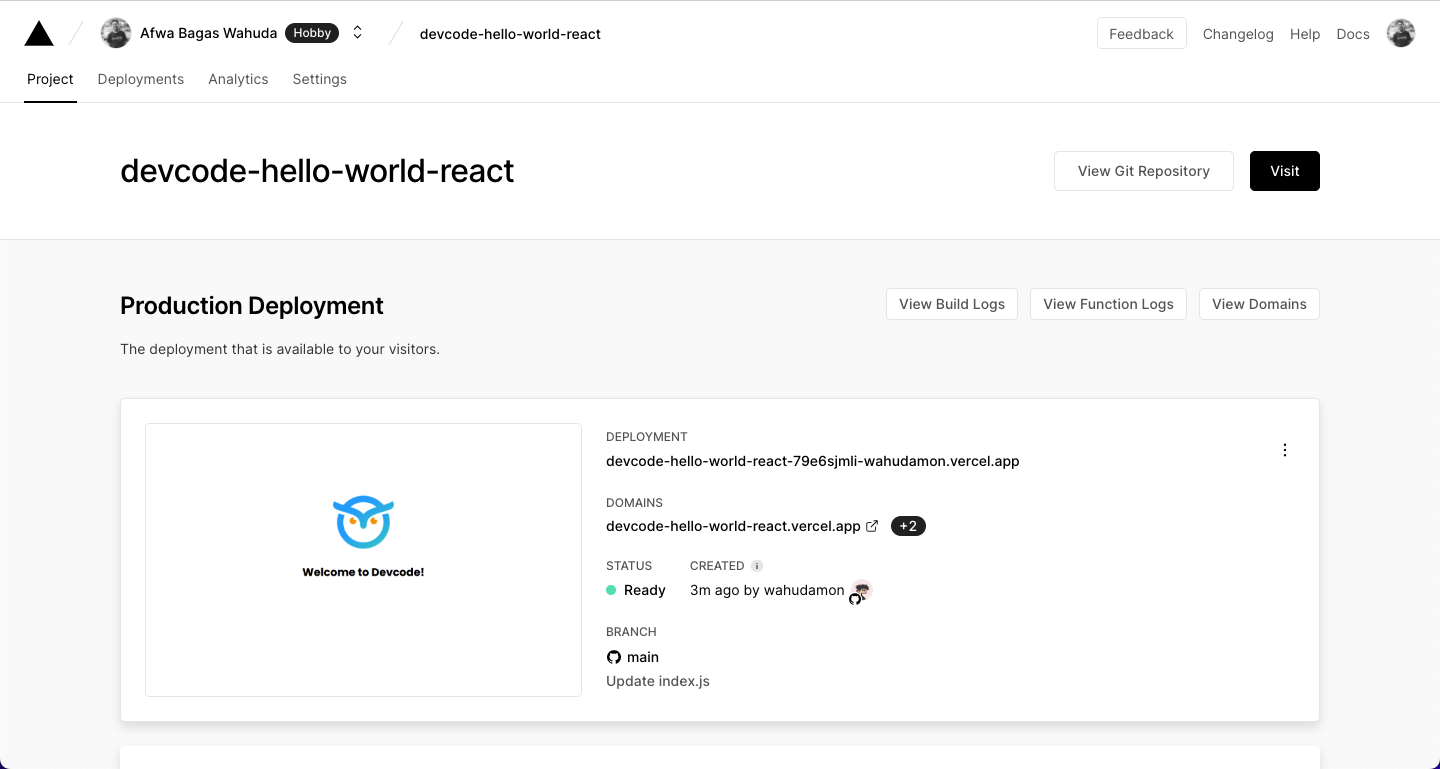 Afwa Bagas Wahuda Hobby devcode-hello-world-react Feedback Changelog Help Docs
Project Deployments Analytics Settings
devcode-hello-world-react View Git Repository Visit
Production Deployment View Build Logs View Function Logs View Domains
The deployment that is available to your visitors.
Welcome to Devcode!
DEPLOYMENT
devcode-hello-world-react-79e6sjmli-wahudamon.vercel.app
DOMAINS
devcode-hello-world-react.vercel.app +2
STATUS CREATED
Ready 3m ago by wahudamon
BRANCH
main
Update index.js